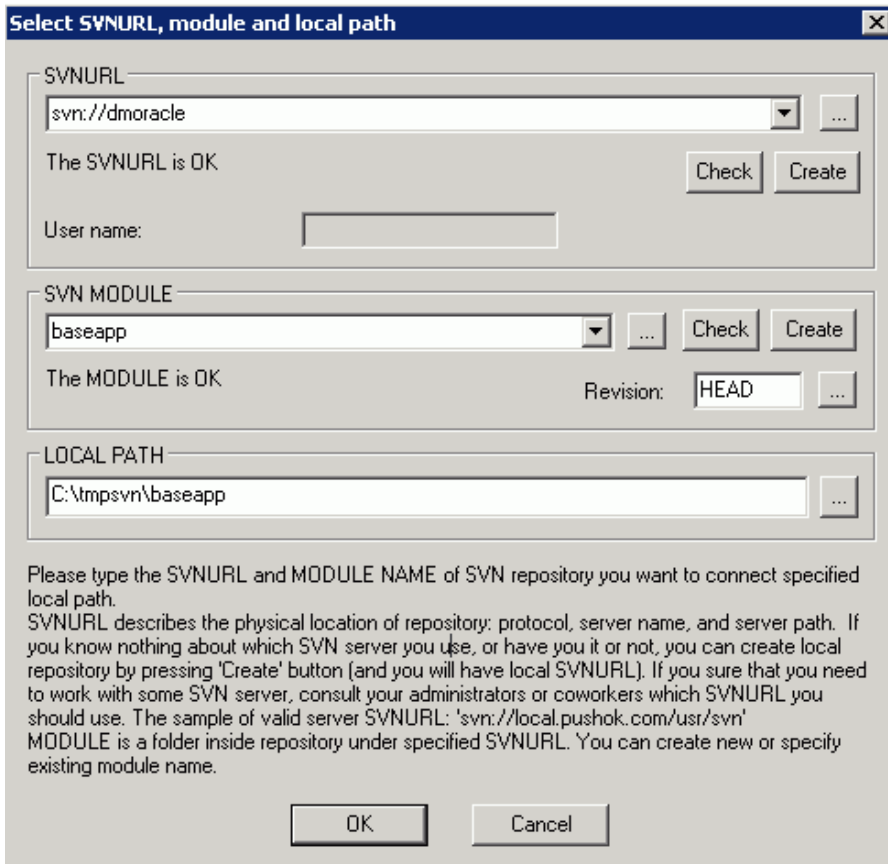 Select SVNURL, module and local path
SVNURL
svn://dmoracle
...
The SVNURL is OK
Check
Create
User name:
SVN MODULE
baseapp
...
Check
Create
The MODULE is OK
Revision:
HEAD
...
LOCAL PATH
C:\tmpsvn\baseapp
...
Please type the SVNURL and MODULE NAME of SVN repository you want to connect specified
local path.
SVNURL describes the physical location of repository: protocol, server name, and server path.  If
you know nothing about which SVN server you use, or have you it or not, you can create local
repository by pressing 'Create' button (and you will have local SVNURL). If you sure that you need
to work with some SVN server, consult your administrators or coworkers which SVNURL you
should use. The sample of valid server SVNURL: 'svn://local.pushok.com/usr/svn'
MODULE is a folder inside repository under specified SVNURL. You can create new or specify
existing module name.
OK
Cancel